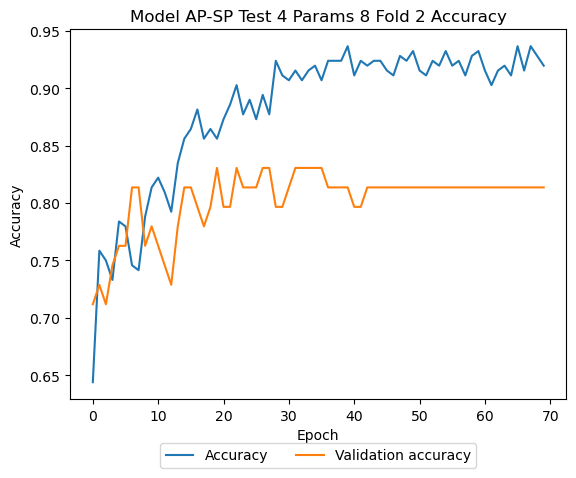 Model AP-SP Test 4 Params 8 Fold 2 Accuracy
0.95
0.90
0.85
0.80
0.75
0.70
0.65
Accuracy
0 10 20 30 40 50 60 70
Epoch
Accuracy Validation accuracy